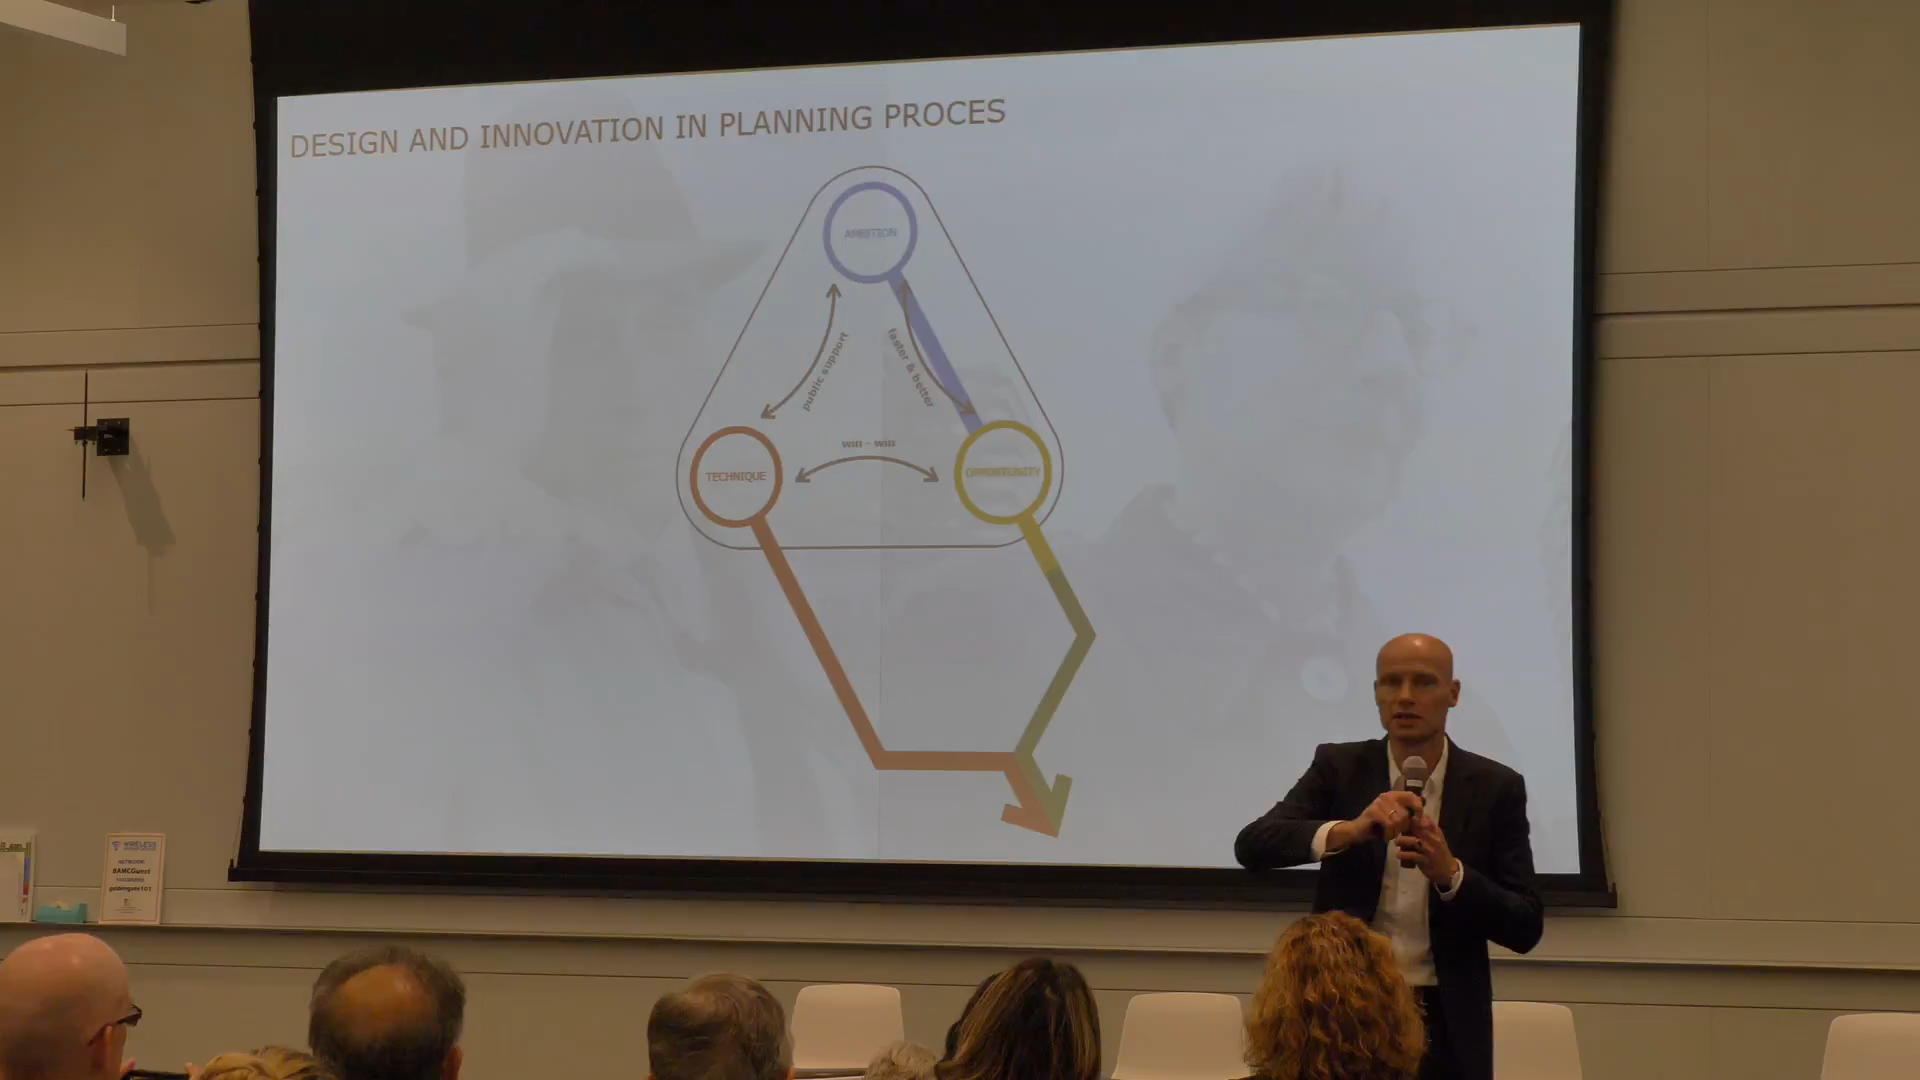 DESIGN AND INNOVATION IN PLANNING PROCES
AMBITION
public support
faster & better
win - win
TECHNIQUE
OPPORTUNITY
WIRELESS
NETWORK:
BAMCGuest
goldengate101